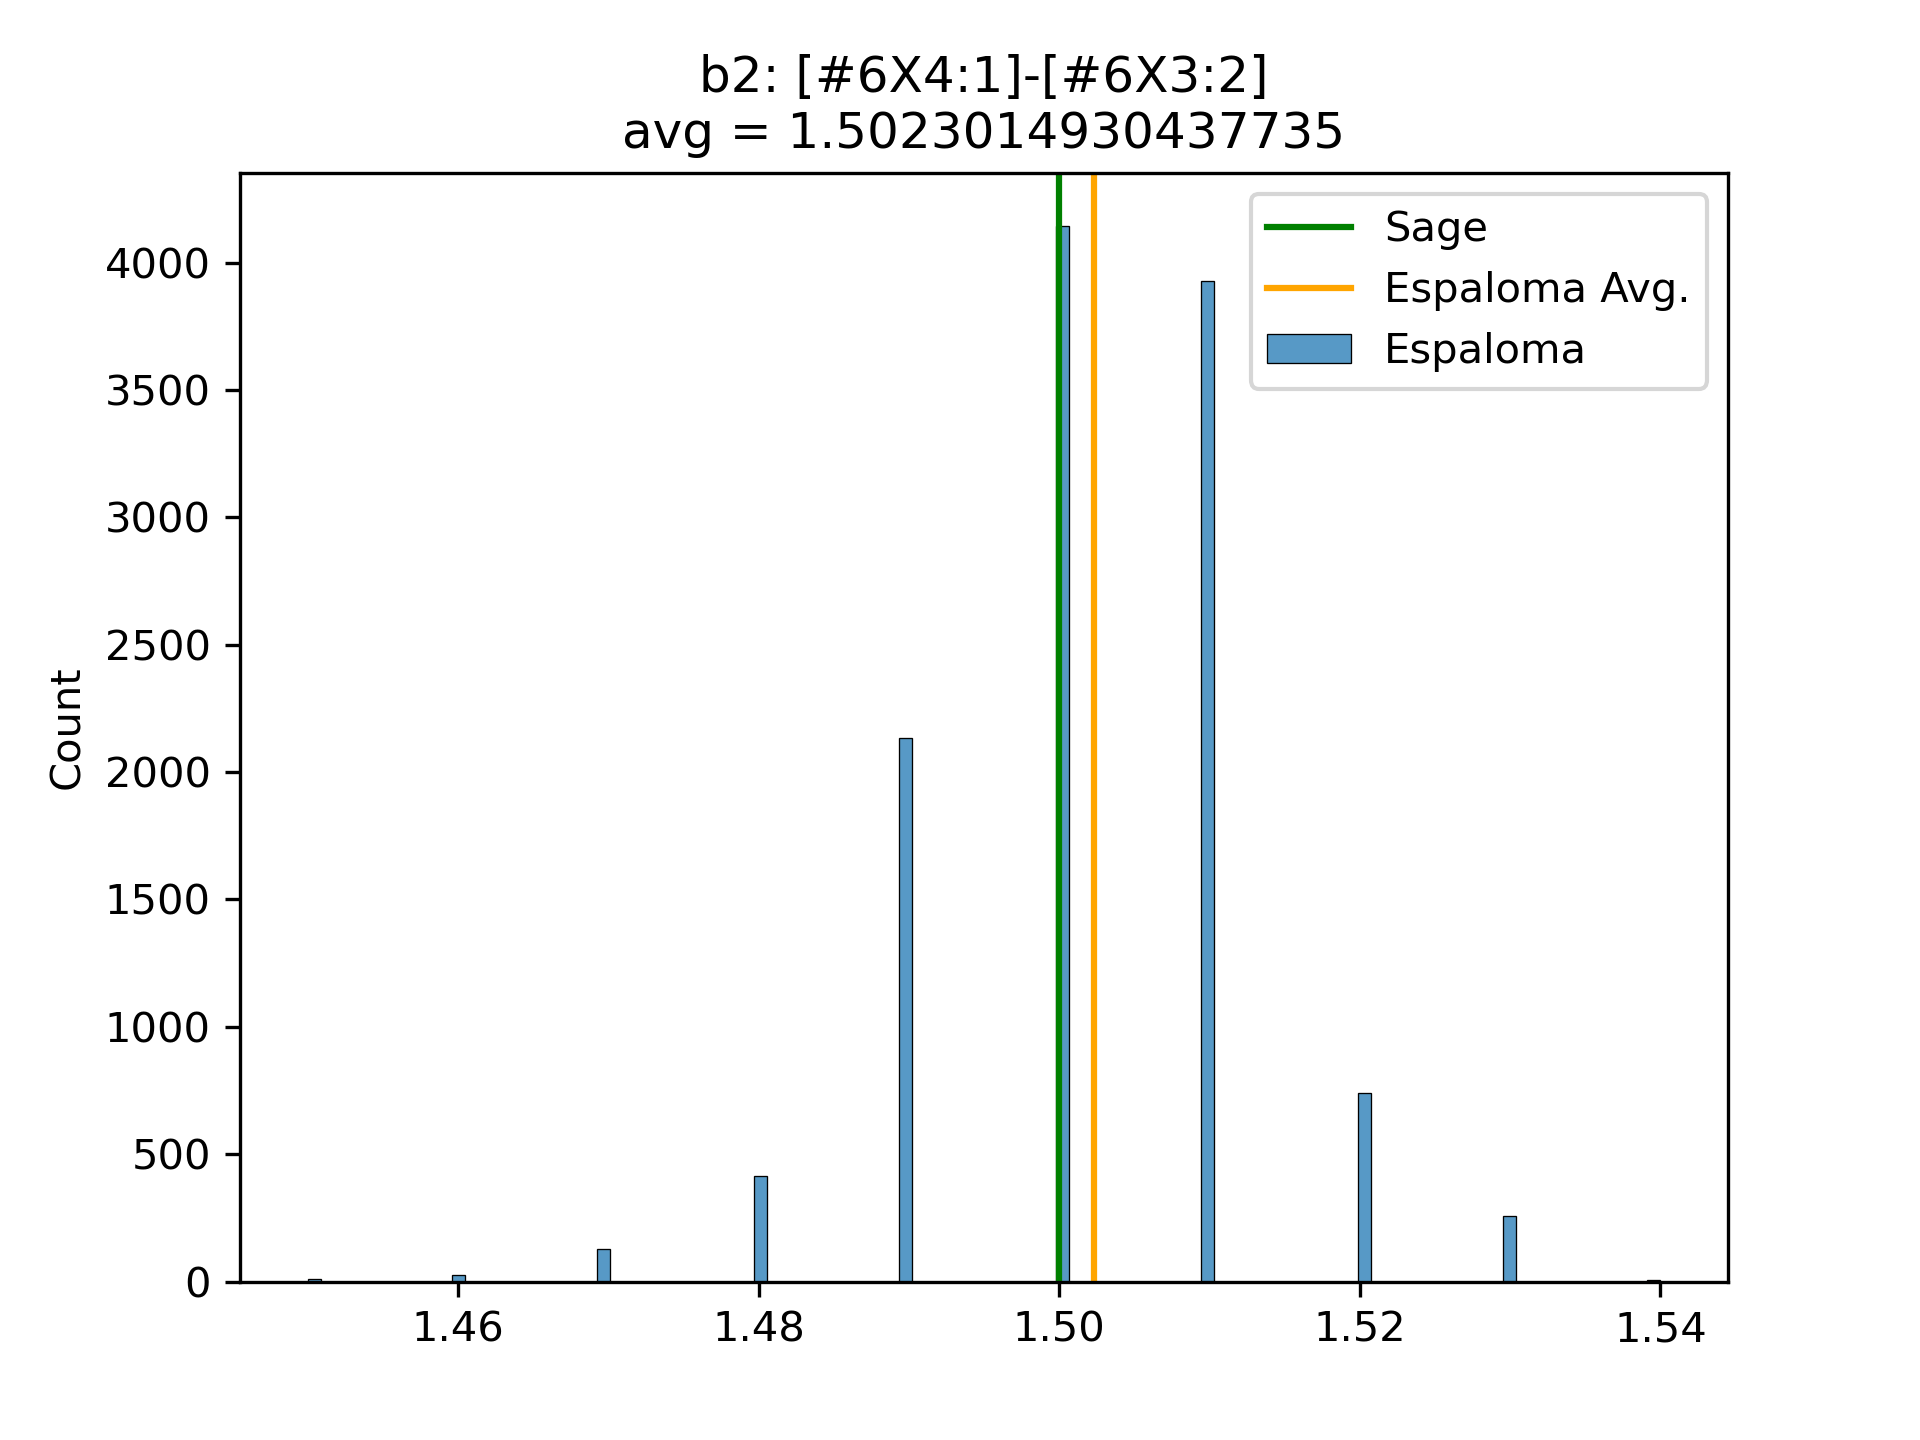 b2: [#6X4:1]-[#6X3:2]
avg = 1.5023014930437735
Sage
Espaloma Avg.
Espaloma
4000
3500
3000
2500
2000
1500
1000
500
0
Count
1.46 1.48 1.50 1.52 1.54